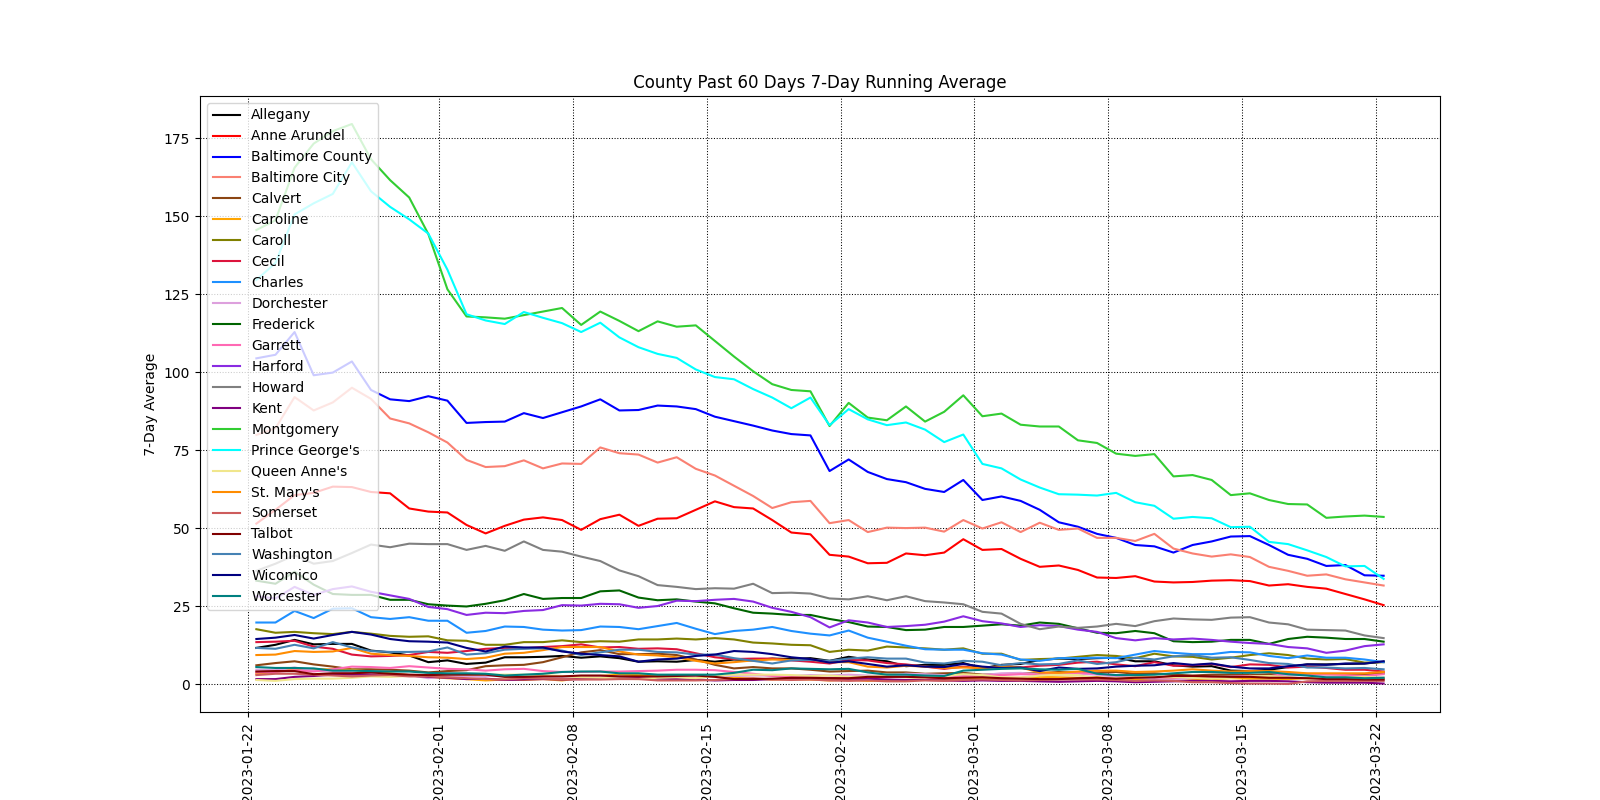 County Past 60 Days 7-Day Running Average
7-Day Average
175
150
125
100
75
50
25
0
Allegany
Anne Arundel
Baltimore County
Baltimore City
Calvert
Caroline
Caroll
Cecil
Charles
Dorchester
Frederick
Garrett
Harford
Howard
Kent
Montgomery
Prince George's
Queen Anne's
St. Mary's
Somerset
Talbot
Washington
Wicomico
Worcester
2023-01-22
2023-02-01
2023-02-08
2023-02-15
2023-02-22
2023-03-01
2023-03-08
2023-03-15
2023-03-22